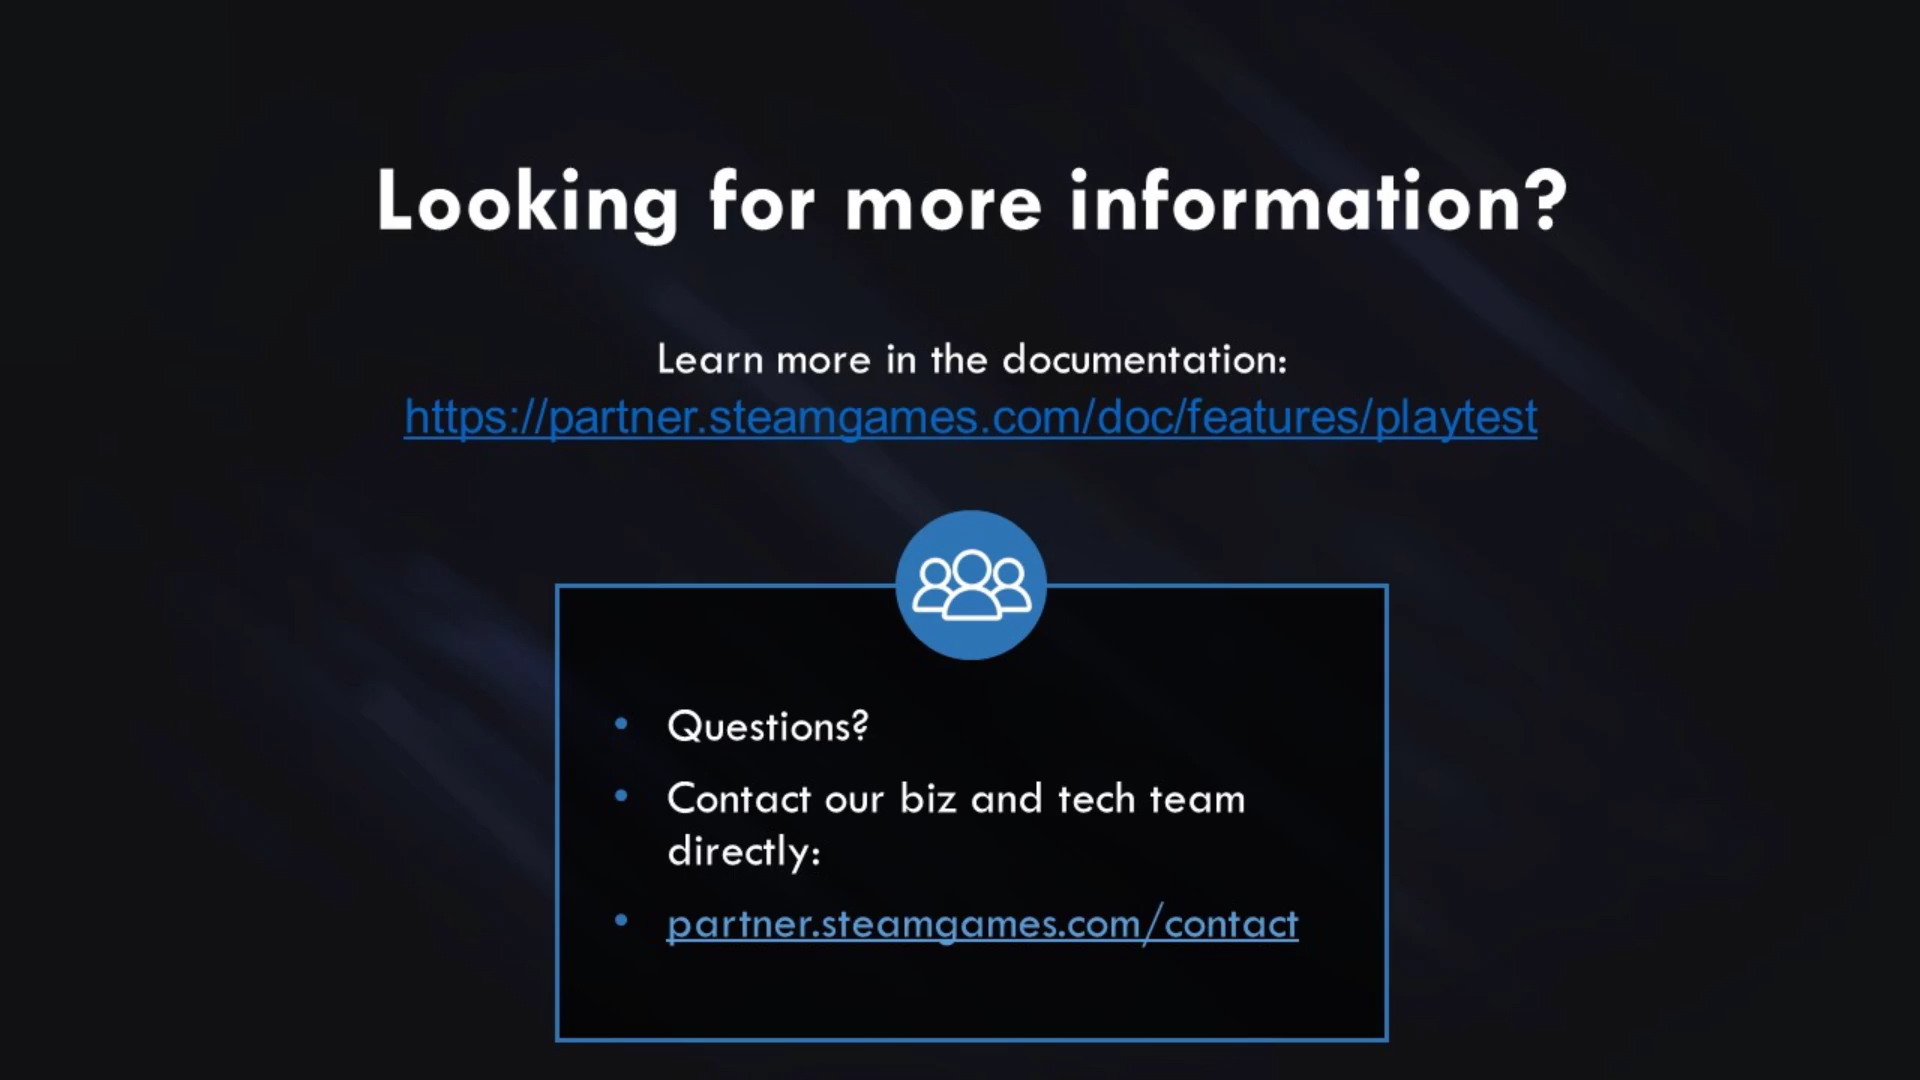 Looking for more information?
Learn more in the documentation:
https://partner.steamgames.com/doc/features/playtest
• Questions?
• Contact our biz and tech team
directly:
• partner.steamgames.com/contact